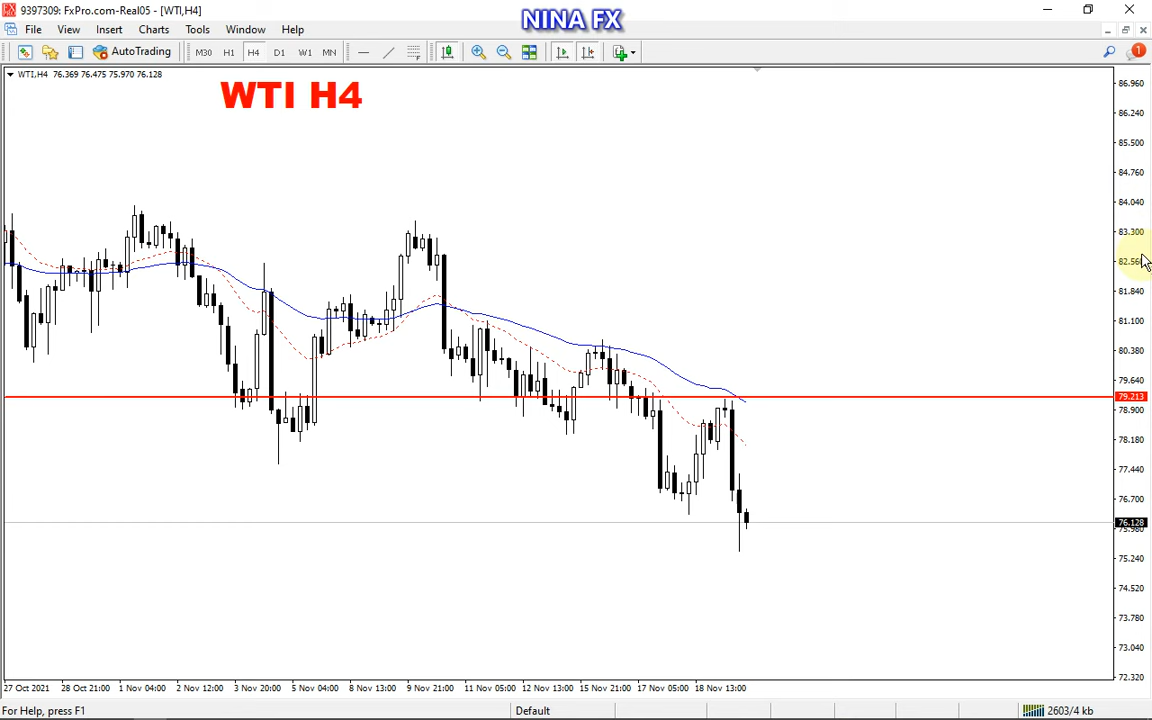 9397309: FxPro.com-Real05 - [WTI,H4]
NINA FX
File View Insert Charts Tools Window Help
AutoTrading M30 H1 H4 D1 W1 MN 1
WTI,H4 76.369 76.475 75.970 76.128
WTI H4
86.960
86.240
85.500
84.760
84.040
83.300
82.560
81.840
81.100
80.380
79.640
79.213
78.900
78.180
77.440
76.700
76.128
75.980
75.240
74.520
73.780
73.040
72.320
27 Oct 2021 28 Oct 21:00 1 Nov 04:00 2 Nov 12:00 3 Nov 20:00 5 Nov 04:00 8 Nov 13:00 9 Nov 21:00 11 Nov 05:00 12 Nov 13:00 15 Nov 21:00 17 Nov 05:00 18 Nov 13:00
For Help, press F1 Default 2603/4 kb